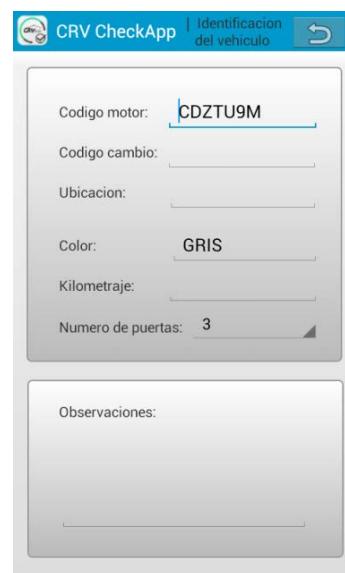 CRV CheckApp | Identificacion
del vehiculo
Codigo motor: CDZTU9M
Codigo cambio:
Ubicacion:
Color: GRIS
Kilometraje:
Numero de puertas: 3
Observaciones: